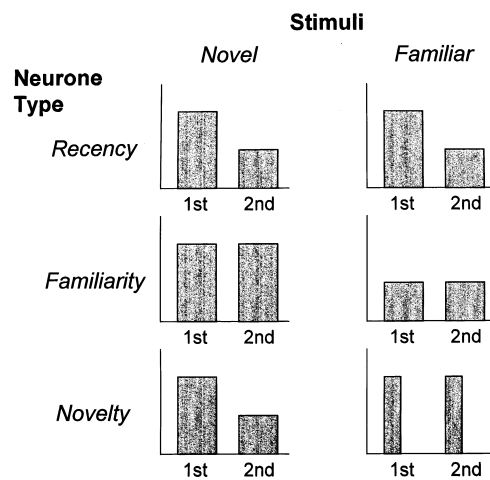 Stimuli
Novel Familiar
Neurone
Type
Recency
1st 2nd 1st 2nd
Familiarity
1st 2nd 1st 2nd
Novelty
1st 2nd 1st 2nd